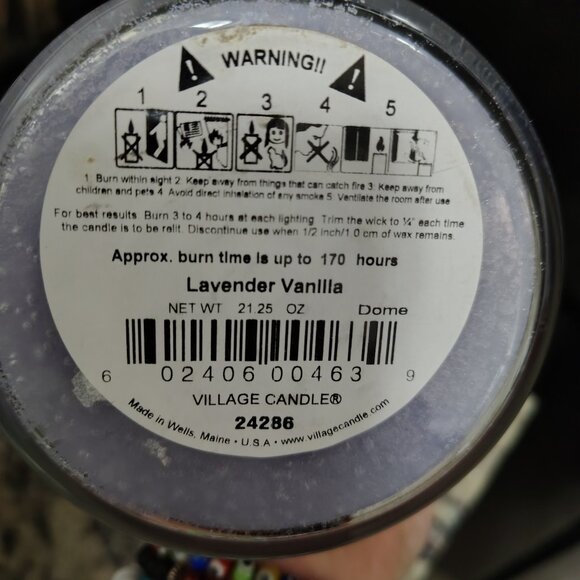 WARNING!!
1 2 3 4 5
1 Burn within sight 2 Keep away from things that can catch fire 3 Keep away from
children and pets 4 Avoid direct inhalation of any smoke 5 Ventilate the room after use
For best results Burn 3 to 4 hours at each lighting Trim the wick to ¼" each time
the candle is to be relit. Discontinue use when 1/2 inch/1 0 cm of wax remains.
Approx. burn time is up to 170 hours
Lavender Vanilla
NET WT 21.25 OZ Dome
6 02406 00463 9
VILLAGE CANDLE®
24286
Made in Wells, Maine • U.S.A • www.villagecandle.com